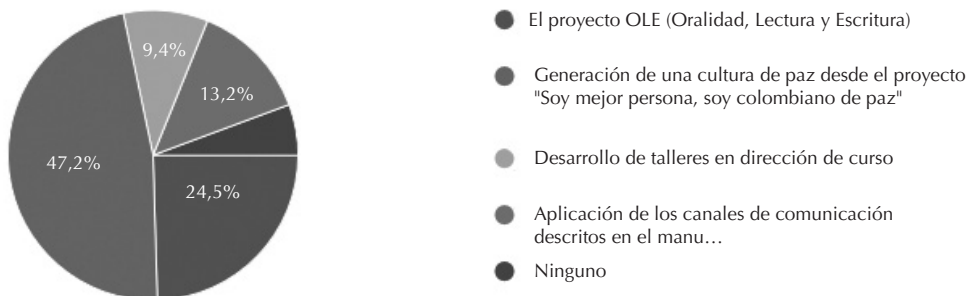 9,4%
13,2%
47,2%
24,5%
El proyecto OLE (Oralidad, Lectura y Escritura)
Generación de una cultura de paz desde el proyecto
"Soy mejor persona, soy colombiano de paz"
Desarrollo de talleres en dirección de curso
Aplicación de los canales de comunicación
descritos en el manu…
Ninguno